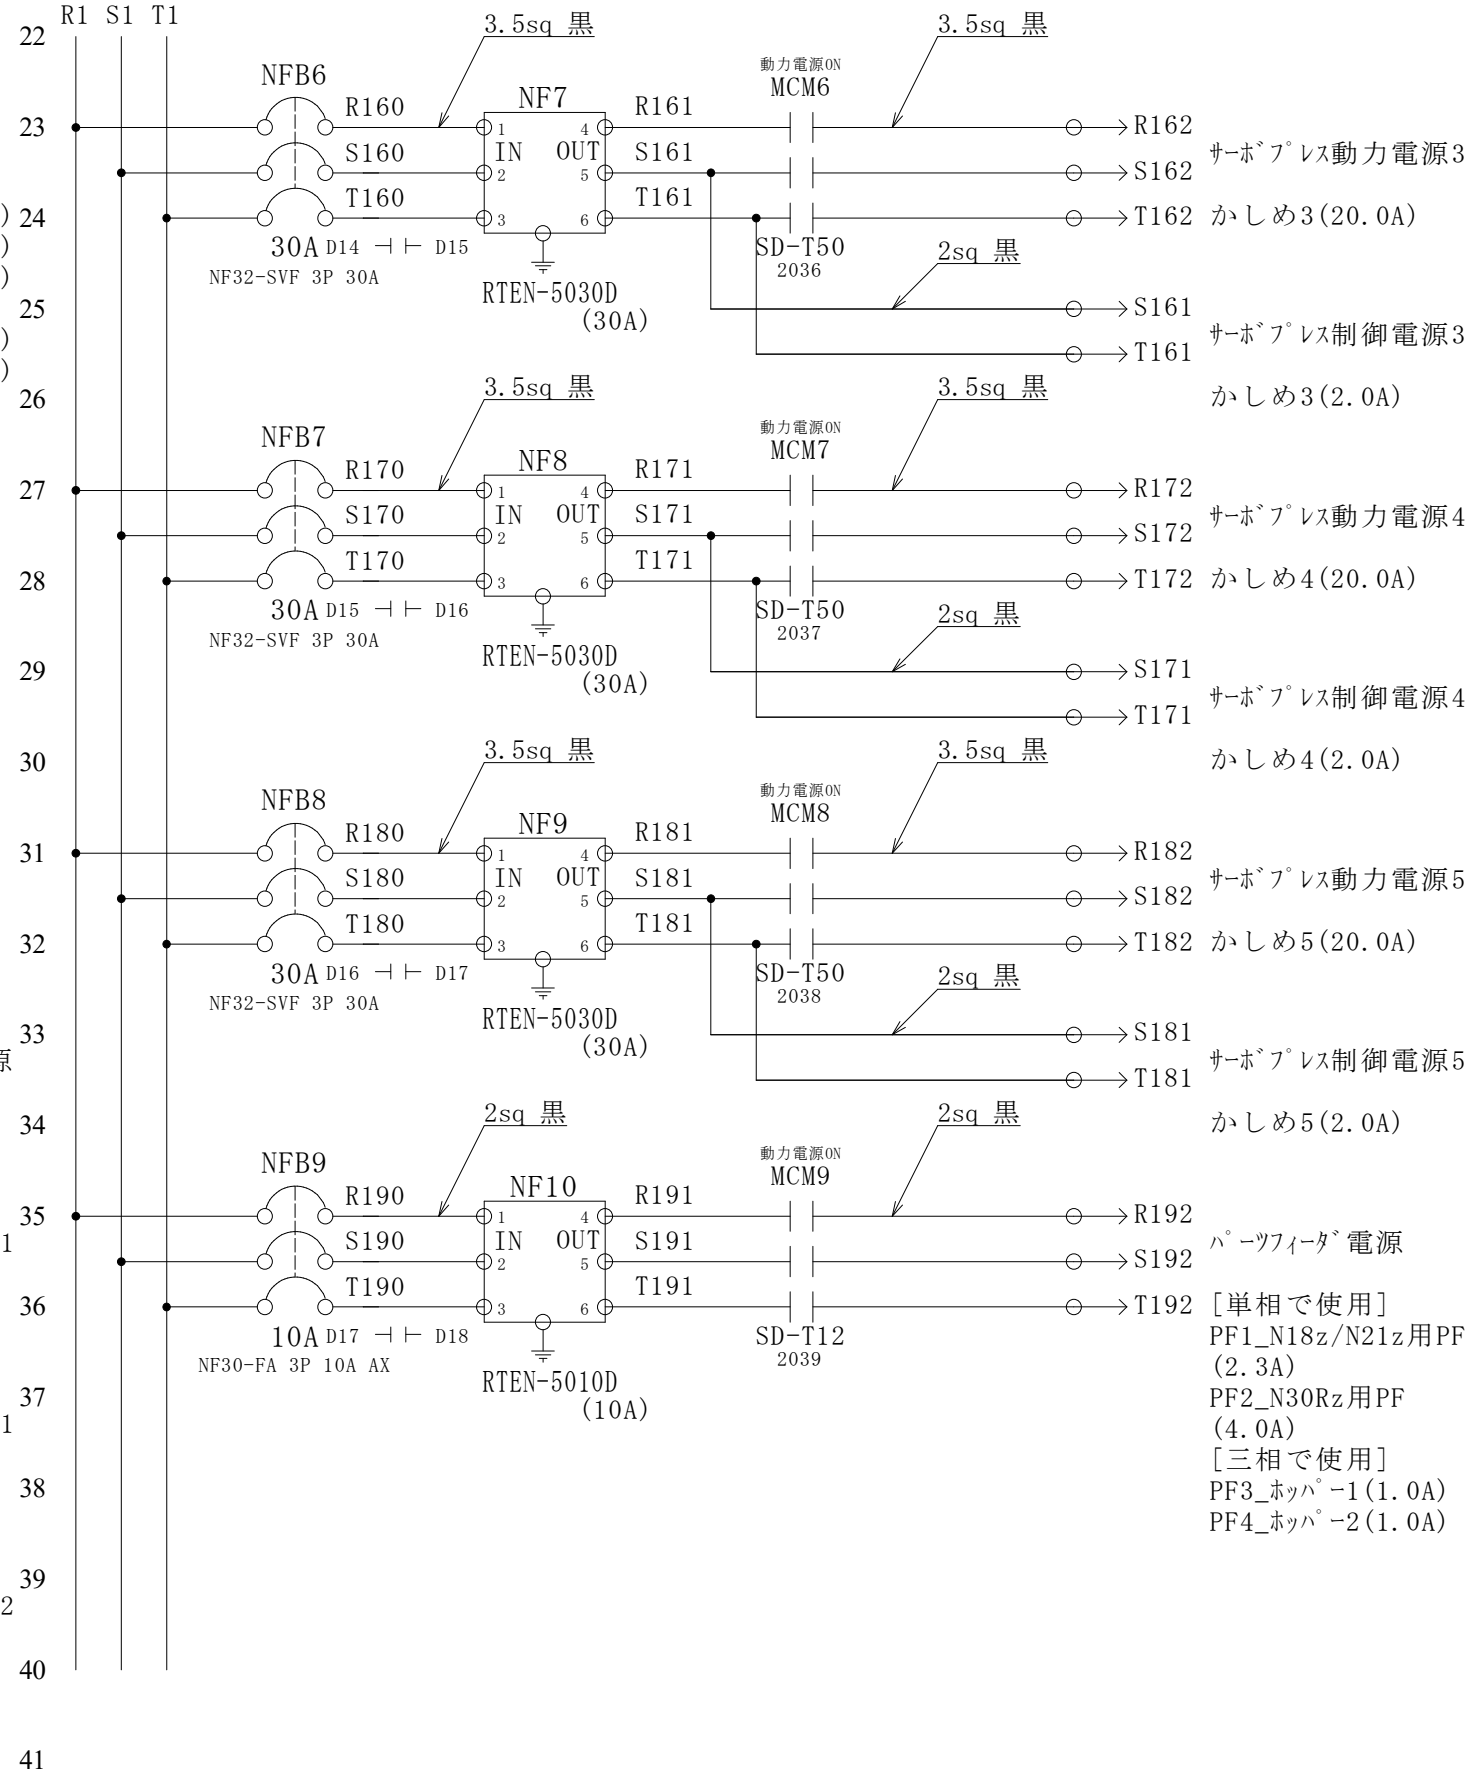 R1 S1 T1
22
3.5sq 黒
3.5sq 黒
NFB6
R160
NF7
R161
動力電源ON
MCM6
23
1
4
R162
S160
IN OUT
S161
サーボプレス動力電源3
2
5
S162
T160
T161
) 24
3
6
T162
かしめ3(20.0A)
)
30A D14 D15
SD-T50
2sq 黒
)
NF32-SVF 3P 30A
2036
RTEN-5030D
(30A)
25
S161
)
サーボプレス制御電源3
T161
)
26
3.5sq 黒
3.5sq 黒
かしめ3(2.0A)
NFB7
R170
NF8
R171
動力電源ON
MCM7
27
1
4
R172
S170
IN OUT
S171
サーボプレス動力電源4
2
5
S172
T170
T171
28
3
6
T172
かしめ4(20.0A)
30A D15 D16
SD-T50
2sq 黒
NF32-SVF 3P 30A
2037
RTEN-5030D
(30A)
29
S171
サーボプレス制御電源4
T171
30
3.5sq 黒
3.5sq 黒
かしめ4(2.0A)
NFB8
R180
NF9
R181
動力電源ON
MCM8
31
1
4
R182
S180
IN OUT
S181
サーボプレス動力電源5
2
5
S182
T180
T181
32
3
6
T182
かしめ5(20.0A)
30A D16 D17
SD-T50
2sq 黒
NF32-SVF 3P 30A
2038
RTEN-5030D
(30A)
33
S181
源
サーボプレス制御電源5
T181
34
2sq 黒
2sq 黒
かしめ5(2.0A)
NFB9
R190
NF10
R191
動力電源ON
MCM9
35
1
4
R192
1
S190
IN OUT
S191
パーツフィーダ電源
2
5
S192
T190
T191
36
3
6
T192
[単相で使用]
10A D17 D18
SD-T12
PF1_N18z/N21z用PF
NF30-FA 3P 10A AX
2039
(2.3A)
RTEN-5010D
(10A)
37
PF2_N30Rz用PF
1
(4.0A)
[三相で使用]
38
PF3_ホッパー1(1.0A)
PF4_ホッパー2(1.0A)
39
2
40
41